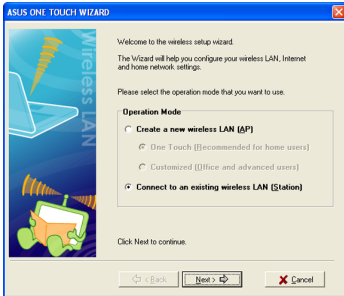 ASUS ONE TOUCH WIZARD
Wireless LAN
Welcome to the wireless setup wizard.
The Wizard will help you configure your wireless LAN, Internet
and home network settings.
Please select the operation mode that you want to use.
Operation Mode
Create a new wireless LAN (AP)
One Touch (Recommended for home users)
Customized (Office and advanced users)
Connect to an existing wireless LAN (Station)
Click Next to continue.
< Back
Next >
Cancel